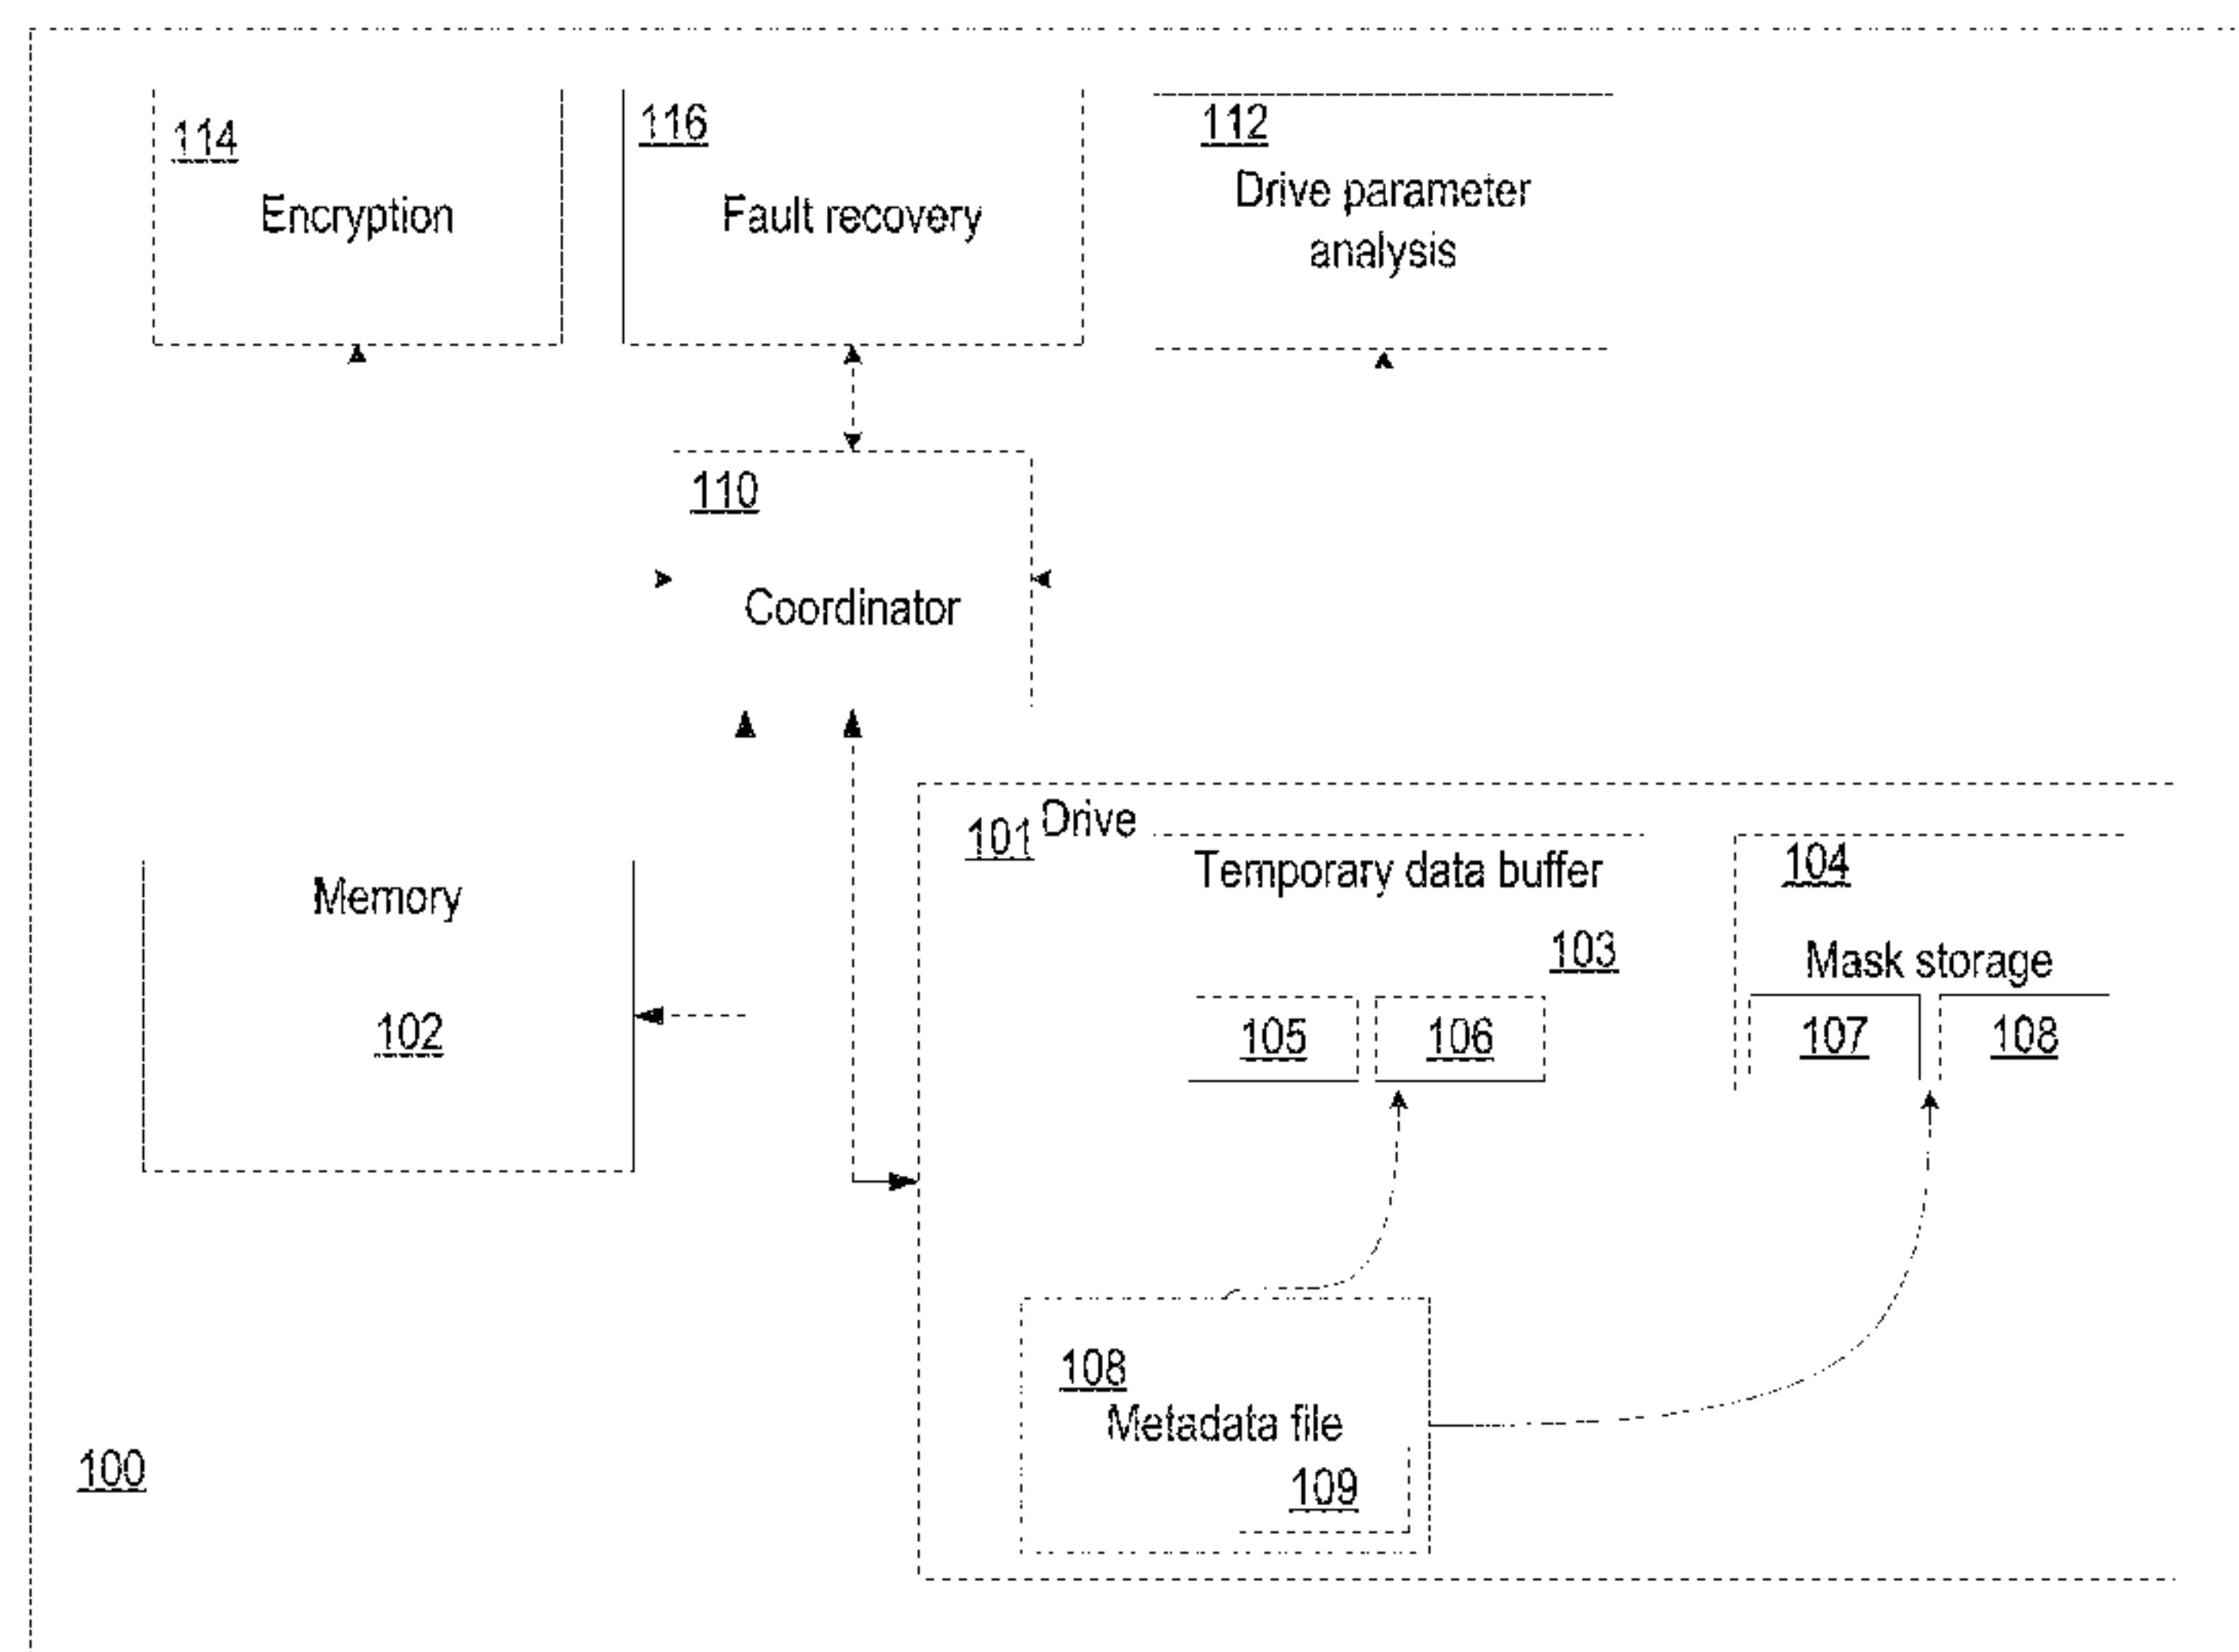 114
Encryption
116
Fault recovery
112
Drive parameter
analysis
110
Coordinator
Memory
102
101
Drive
Temporary data buffer
103
105
106
104
Mask storage
107
108
108
Metadata file
109
100